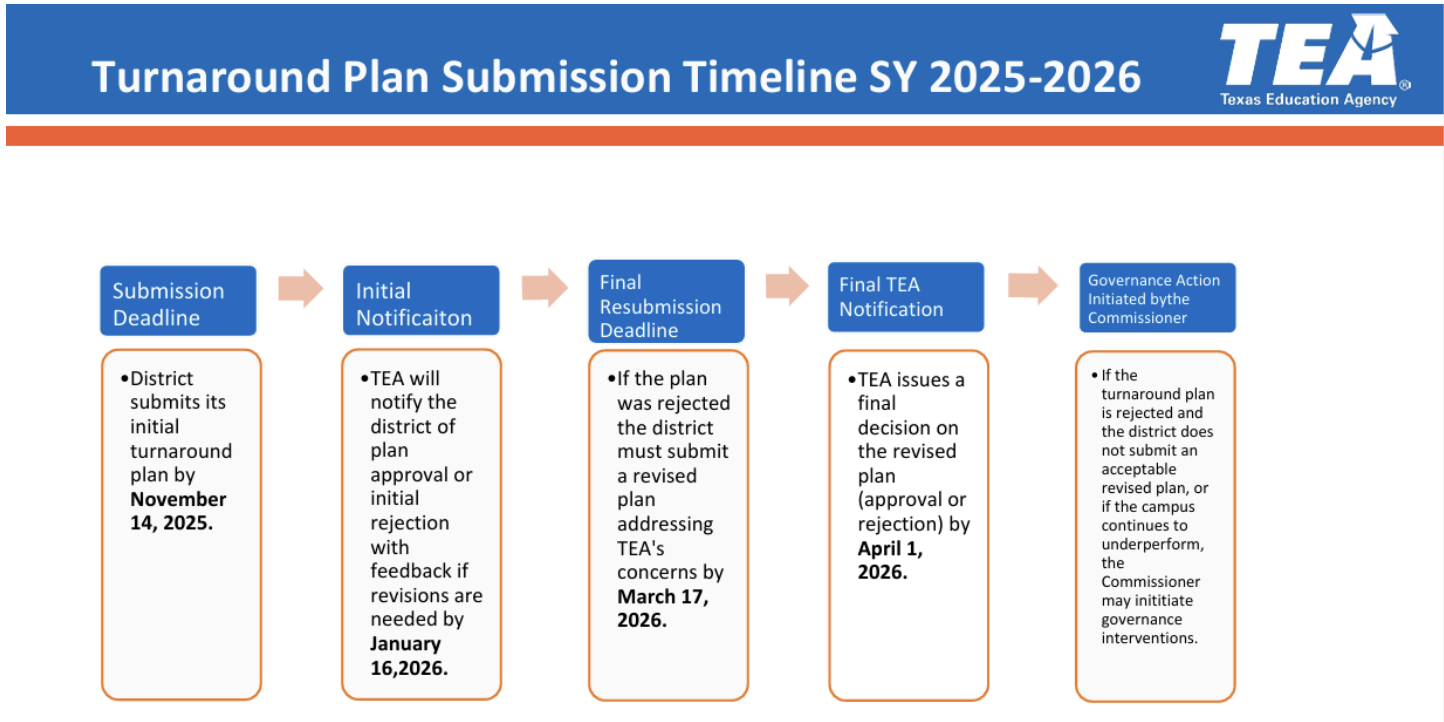 Turnaround Plan Submission Timeline SY 2025-2026
TEA®
Texas Education Agency
Submission
Deadline
•District
submits its
initial
turnaround
plan by
November
14, 2025.
Initial
Notificaiton
•TEA will
notify the
district of
plan
approval or
initial
rejection
with
feedback if
revisions are
needed by
January
16,2026.
Final
Resubmission
Deadline
•If the plan
was rejected
the district
must submit
a revised
plan
addressing
TEA's
concerns by
March 17,
2026.
Final TEA
Notification
•TEA issues a
final
decision on
the revised
plan
(approval or
rejection) by
April 1,
2026.
Governance Action
Initiated bythe
Commissioner
• If the
turnaround plan
is rejected and
the district does
not submit an
acceptable
revised plan, or
if the campus
continues to
underperform,
the
Commissioner
may inititiate
governance
interventions.